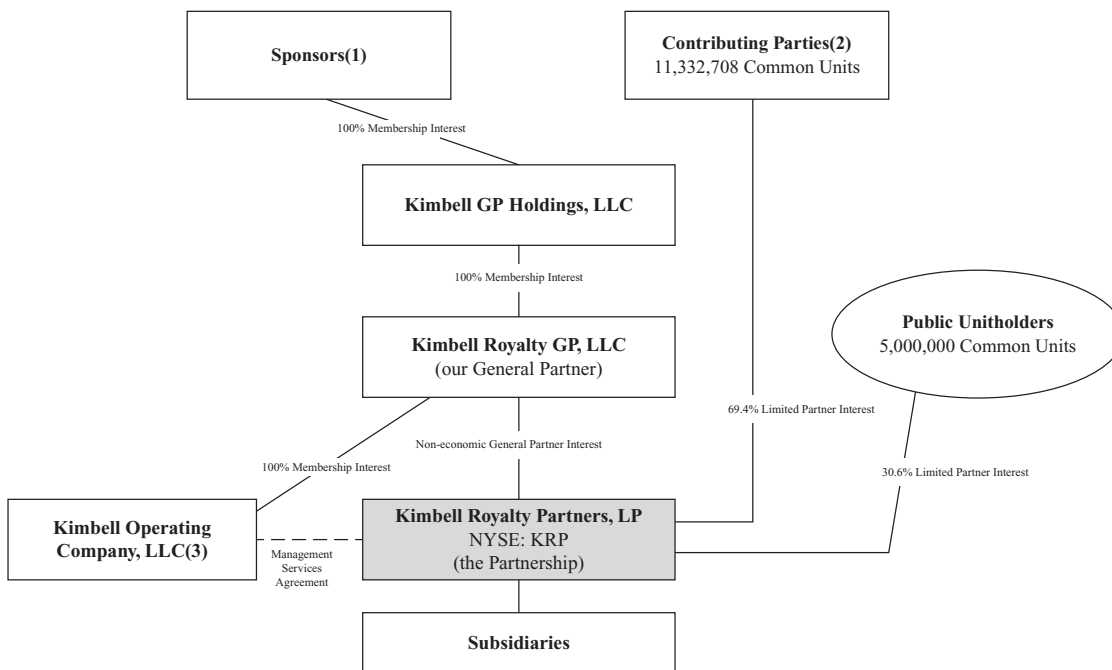 Sponsors(1)
Contributing Parties(2)
11,332,708 Common Units
100% Membership Interest
Kimbell GP Holdings, LLC
100% Membership Interest
Public Unitholders
5,000,000 Common Units
Kimbell Royalty GP, LLC
(our General Partner)
69.4% Limited Partner Interest
Non-economic General Partner Interest
100% Membership Interest
30.6% Limited Partner Interest
Kimbell Operating
Company, LLC(3)
Management
Services
Agreement
Kimbell Royalty Partners, LP
NYSE: KRP
(the Partnership)
Subsidiaries